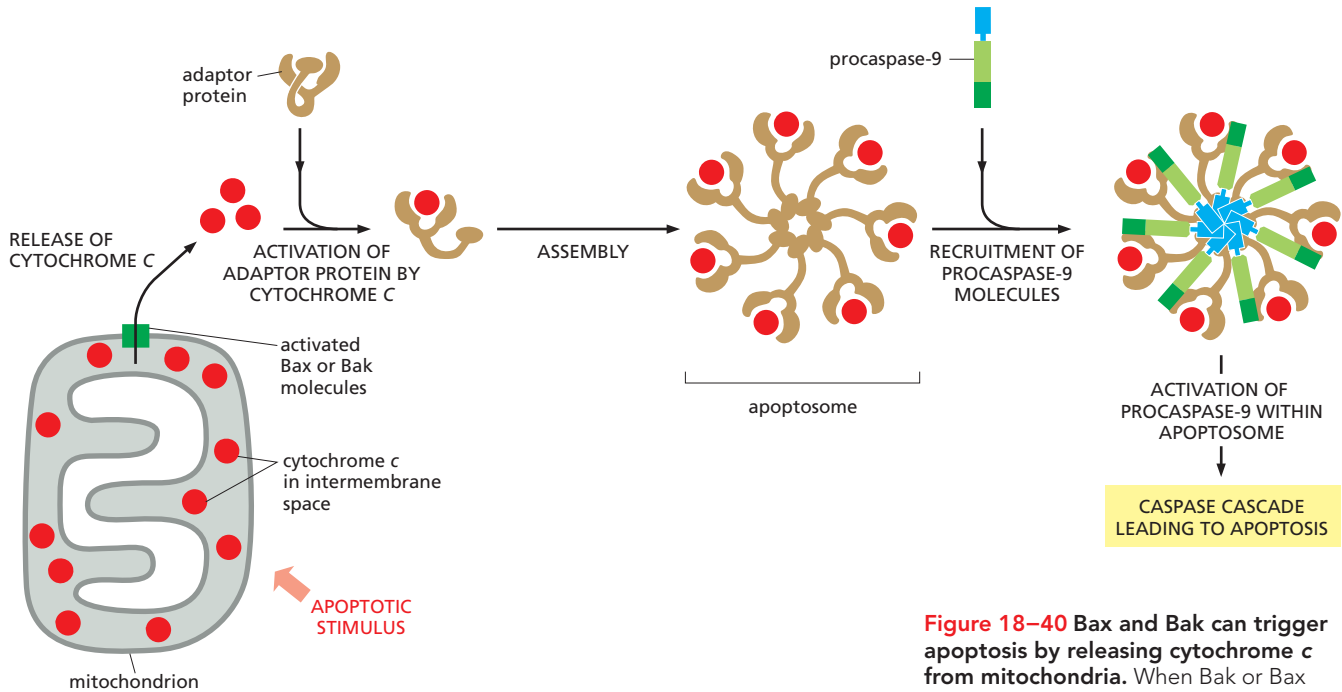 adaptor
protein
procaspase-9
RELEASE OF
CYTOCHROME C
ACTIVATION OF
ADAPTOR PROTEIN BY
CYTOCHROME C
ASSEMBLY
RECRUITMENT OF
PROCASPASE-9
MOLECULES
activated
Bax or Bak
molecules
apoptosome
ACTIVATION OF
PROCASPASE-9 WITHIN
APOPTOSOME
cytochrome c
in intermembrane
space
CASPASE CASCADE
LEADING TO APOPTOSIS
APOPTOTIC
STIMULUS
mitochondrion
Figure 18–40 Bax and Bak can trigger
apoptosis by releasing cytochrome c
from mitochondria. When Bak or Bax